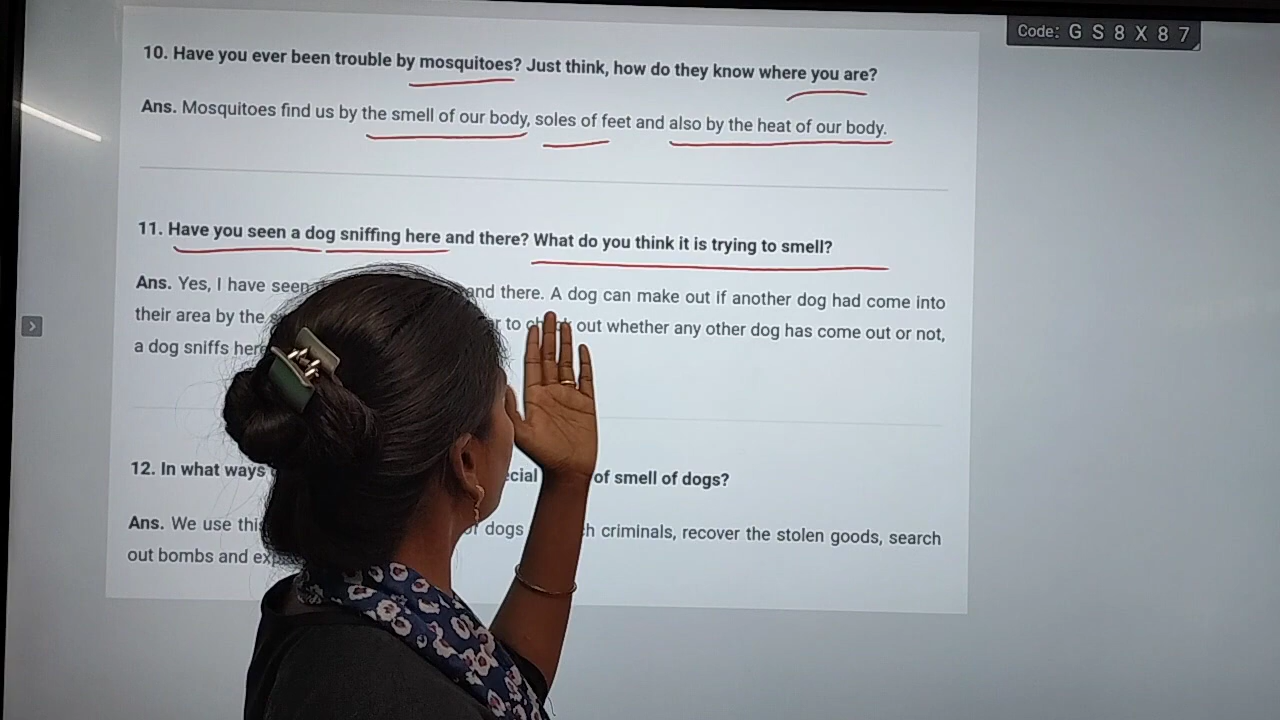 Code: G S 8 X 8 7
10. Have you ever been trouble by mosquitoes? Just think, how do they know where you are?
Ans. Mosquitoes find us by the smell of our body, soles of feet and also by the heat of our body.
11. Have you seen a dog sniffing here and there? What do you think it is trying to smell?
Ans. Yes, I have seen and there. A dog can make out if another dog had come into
their area by the to out whether any other dog has come out or not,
a dog sniffs
12. In what ways of smell of dogs?
Ans. We use dogs criminals, recover the stolen goods, search
out bombs and